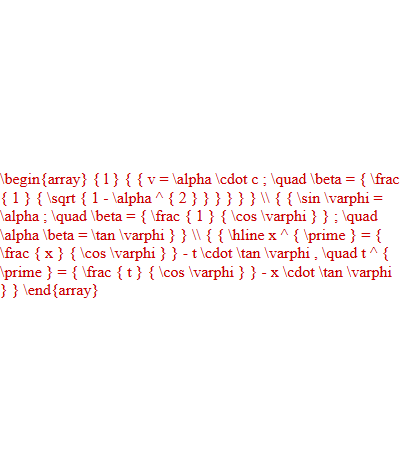 \begin{array} { l } { { v = \alpha \cdot c ; \quad \beta = { \frac
{ 1 } { \sqrt { 1 - \alpha ^ { 2 } } } } } } \\ { { \sin \varphi =
\alpha ; \quad \beta = { \frac { 1 } { \cos \varphi } } ; \quad
\alpha \beta = \tan \varphi } } \\ { { \hline x ^ { \prime } = {
\frac { x } { \cos \varphi } } - t \cdot \tan \varphi , \quad t ^ {
\prime } = { \frac { t } { \cos \varphi } } - x \cdot \tan \varphi
} } \end{array}